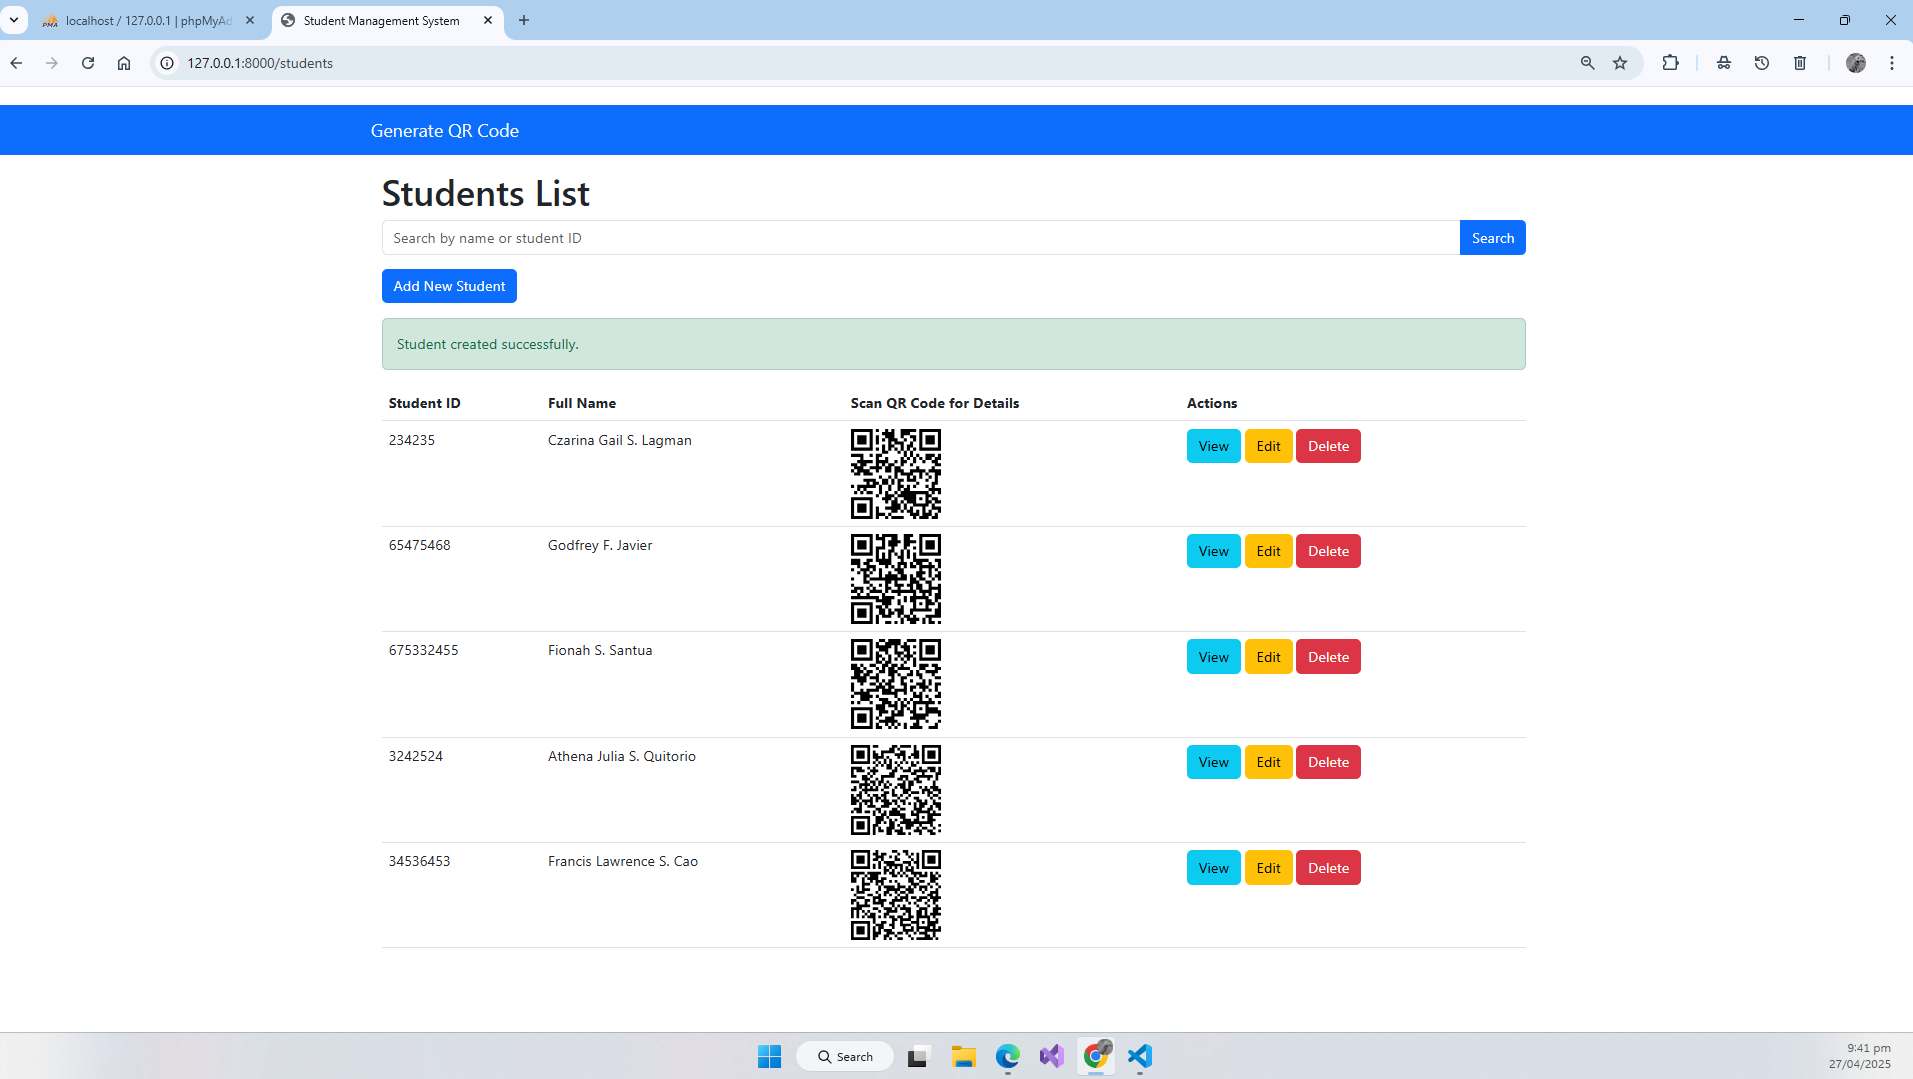 localhost / 127.0.0.1 | phpMyAd
Student Management System
127.0.0.1:8000/students
Generate QR Code
Students List
Search by name or student ID
Search
Add New Student
Student created successfully.
Student ID Full Name Scan QR Code for Details Actions
234235 Czarina Gail S. Lagman View Edit Delete
65475468 Godfrey F. Javier View Edit Delete
675332455 Fionah S. Santua View Edit Delete
3242524 Athena Julia S. Quitorio View Edit Delete
34536453 Francis Lawrence S. Cao View Edit Delete
Search
9:41 pm
27/04/2025